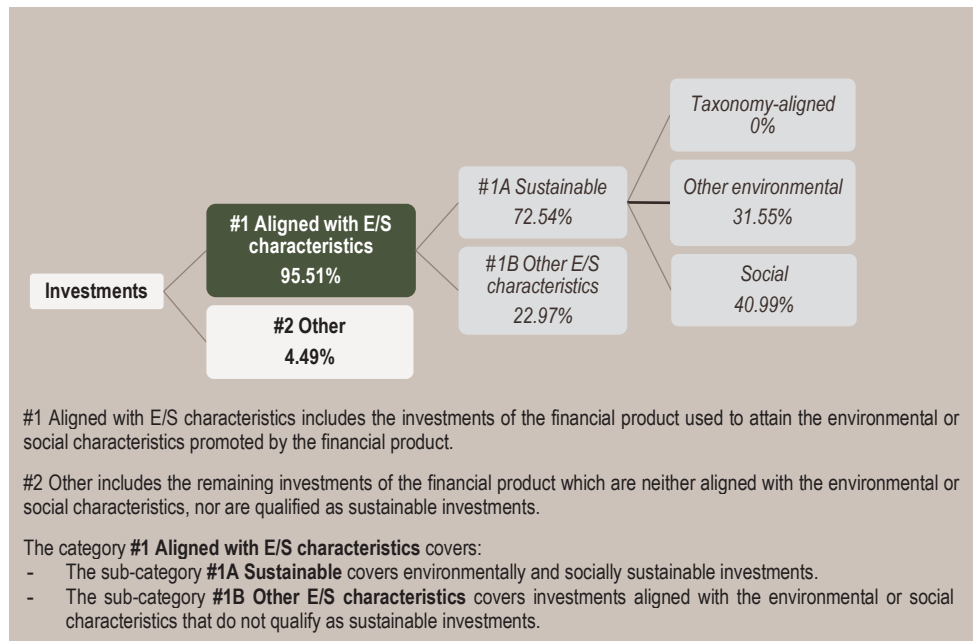 Taxonomy-aligned
0%
#1A Sustainable
72.54%
Other environmental
31.55%
#1 Aligned with E/S
characteristics
95.51%
#1B Other E/S
characteristics
22.97%
Social
40.99%
Investments
#2 Other
4.49%
#1 Aligned with E/S characteristics includes the investments of the financial product used to attain the environmental or
social characteristics promoted by the financial product.
#2 Other includes the remaining investments of the financial product which are neither aligned with the environmental or
social characteristics, nor are qualified as sustainable investments.
The category #1 Aligned with E/S characteristics covers:
- The sub-category #1A Sustainable covers environmentally and socially sustainable investments.
- The sub-category #1B Other E/S characteristics covers investments aligned with the environmental or social
characteristics that do not qualify as sustainable investments.